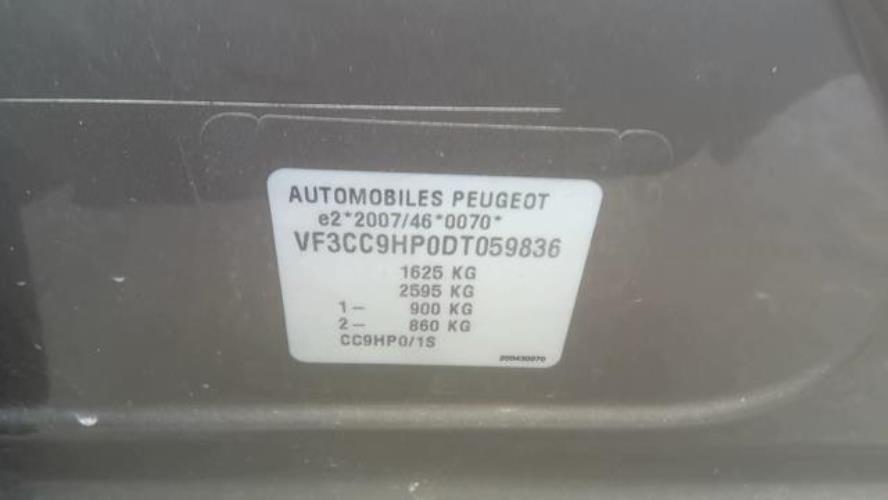 AUTOMOBILES PEUGEOT
e2*2007/46*0070*
VF3CC9HP0DT059836
1625 KG
2595 KG
1- 900 KG
2- 860 KG
CC9HP0/1S